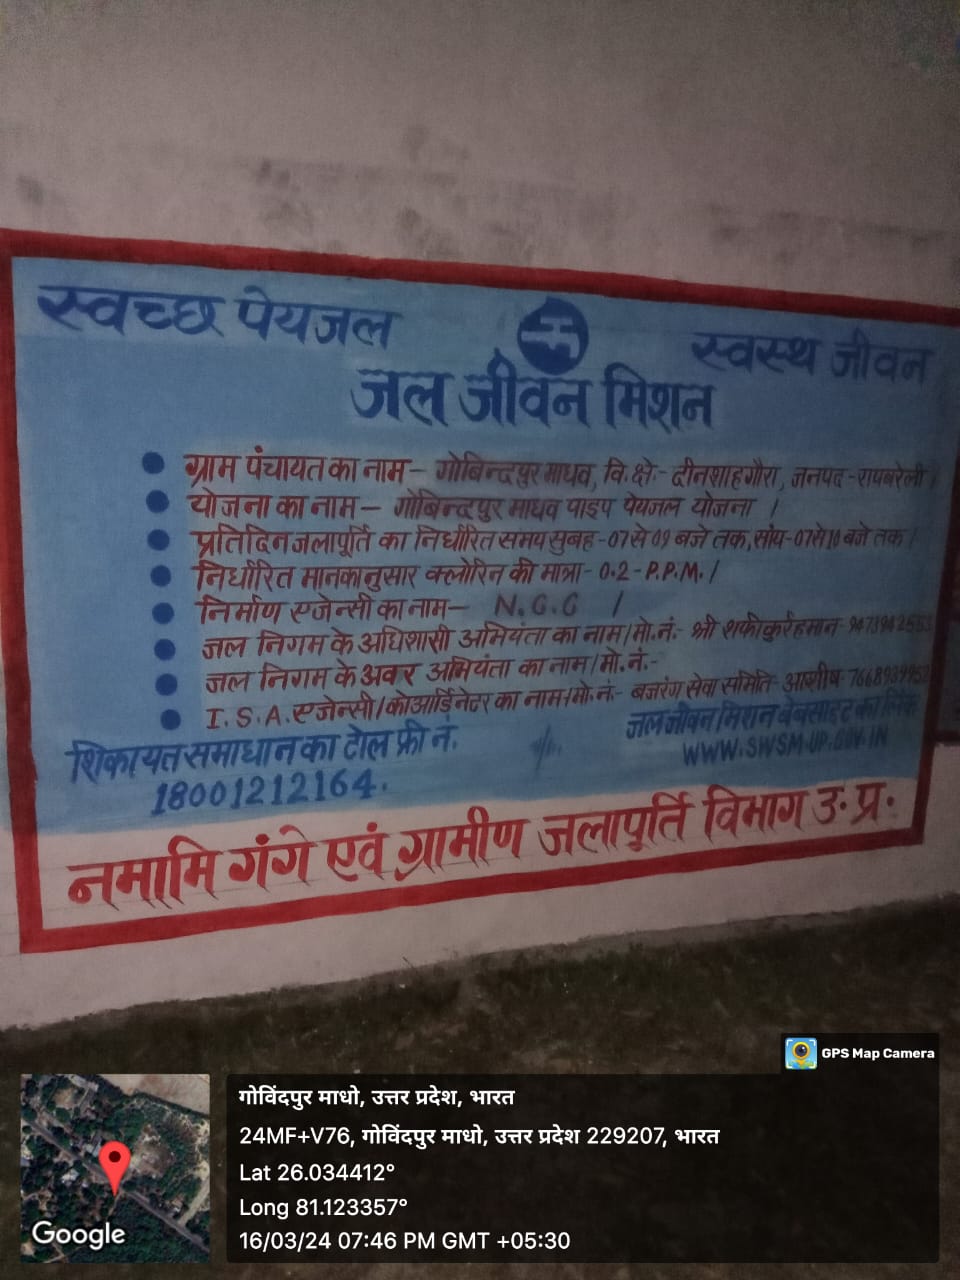 स्वच्छ पेयजल
स्वस्थ जीवन
जल जीवन मिशन
ग्राम पंचायत का नाम - गोबिन्दपुर माधव, वि.क्षे:- दीनशाहगौरा, जनपद - रायबरेली।
योजना का नाम - गोबिन्दपुर माधव पाइप पेयजल योजना ।
प्रतिदिन जलापूर्ति का निर्धारित समय सुबह-07 से 09 बजे तक, सांय-07 से 10 बजे तक।
निर्धारित मानकानुसार क्लोरिन की मात्रा- 0.2-P.P.M.।
निर्माण एजेन्सी का नाम- N.C.C ।
जल निगम के अधिशासी अभियंता का नाम/मो.नं:- श्री शफीकुर्रहमान-
जल निगम के अवर अभियंता का नाम/मो.नं:-
I.S.A. एजेन्सी/कोआर्डिनेटर का नाम/मो.नं:- बजरंग सेवा समिति- आशीष-
शिकायत समाधान का टोल फ्री नं.
18001212164.
जल जीवन मिशन वेबसाइट का लिंक
WWW.SWSM.UP.GOV.IN
नमामि गंगे एवं ग्रामीण जलापूर्ति विभाग उ.प्र.
GPS Map Camera
गोविंदपुर माधो, उत्तर प्रदेश, भारत
24MF+V76, गोविंदपुर माधो, उत्तर प्रदेश 229207, भारत
Lat 26.034412°
Long 81.123357°
16/03/24 07:46 PM GMT +05:30
Google